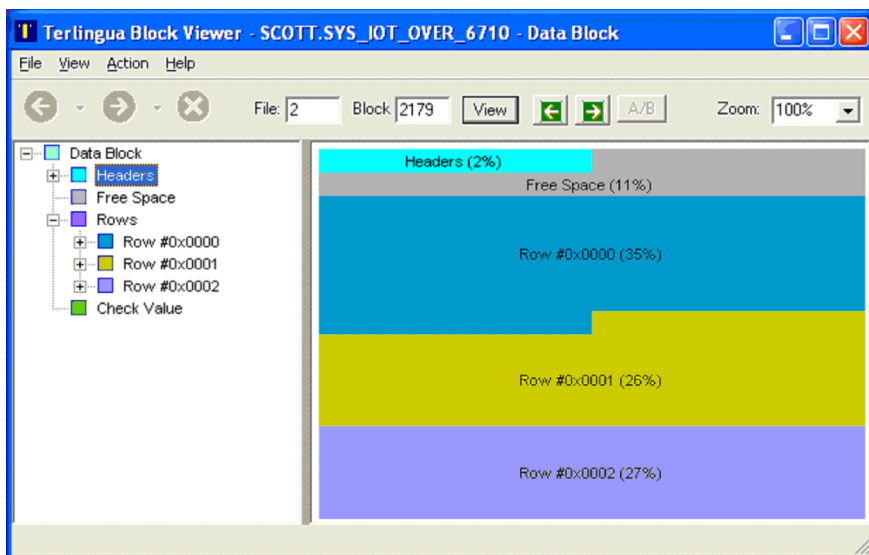 Terlingua Block Viewer - SCOTT.SYS_IOT_OVER_6710 - Data Block
File View Action Help
File: 2 Block 2179 View A/B Zoom: 100%
Data Block
Headers
Free Space
Rows
Row #0x0000
Row #0x0001
Row #0x0002
Check Value
Headers (2%)
Free Space (11%)
Row #0x0000 (35%)
Row #0x0001 (26%)
Row #0x0002 (27%)